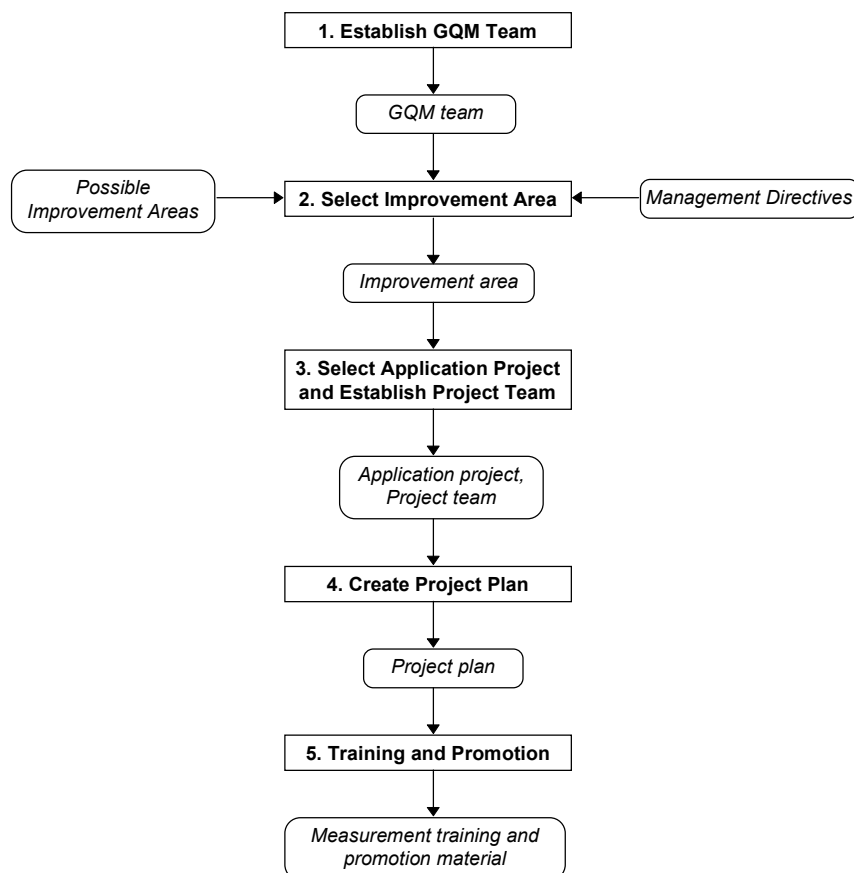 1. Establish GQM Team
GQM team
Possible
Improvement Areas
2. Select Improvement Area
Management Directives
Improvement area
3. Select Application Project
and Establish Project Team
Application project,
Project team
4. Create Project Plan
Project plan
5. Training and Promotion
Measurement training and
promotion material